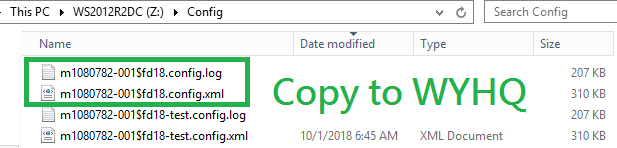 This PC > WS2012R2DC (Z:) > Config
Search Config
Name Date modified Type Size
m1080782-001$fd18.config.log 207 KB
m1080782-001$fd18.config.xml 310 KB
m1080782-001$fd18-test.config.log 207 KB
m1080782-001$fd18-test.config.xml 10/1/2018 6:45 AM XML Document 310 KB
Copy to WYHQ